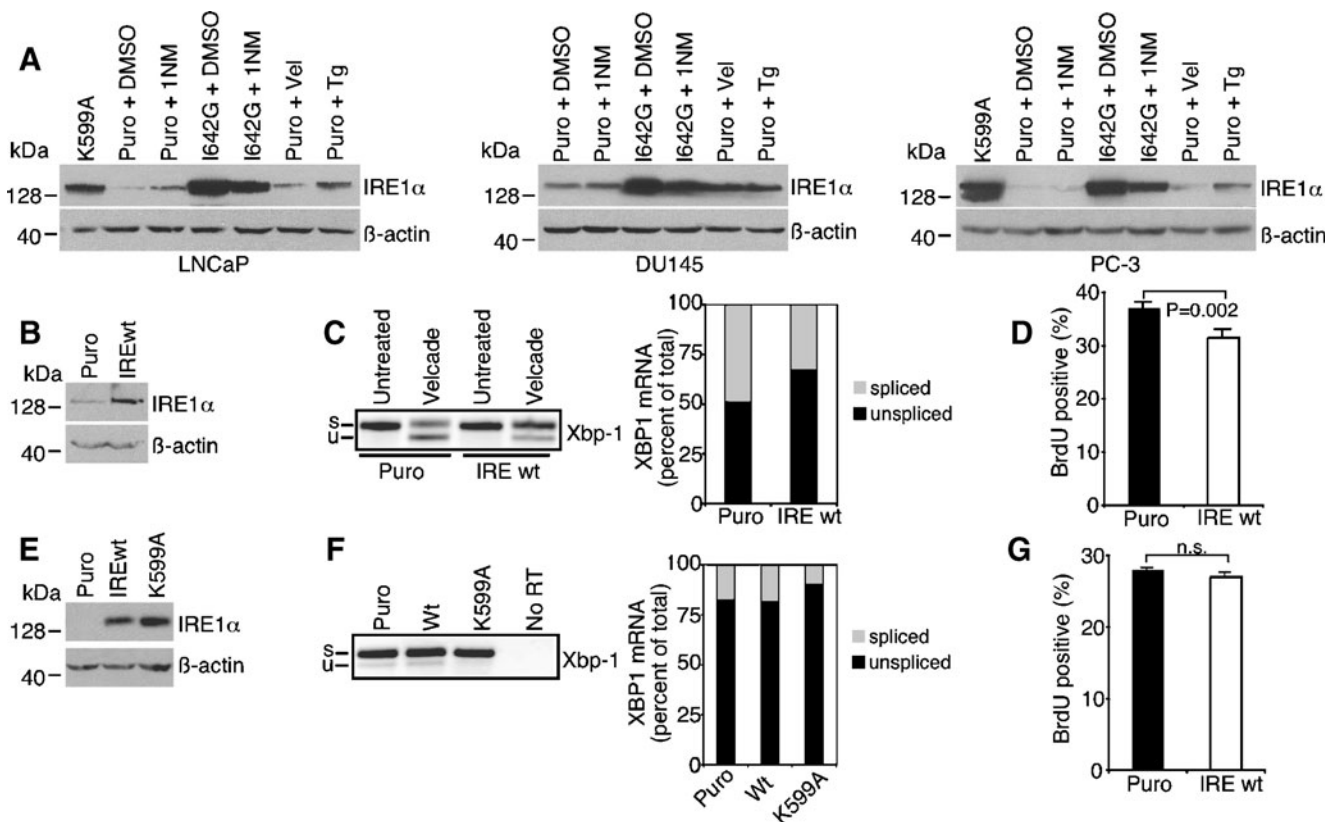 A
K599A
Puro + DMSO
Puro + 1NM
I642G + DMSO
I642G + 1NM
Puro + Vel
Puro + Tg
kDa
128
40
IRE1α
ß-actin
LNCaP
Puro + DMSO
Puro + 1NM
I642G + DMSO
I642G + 1NM
Puro + Vel
Puro + Tg
kDa
128
40
IRE1α
ß-actin
DU145
K599A
Puro + DMSO
Puro + 1NM
I642G + DMSO
I642G + 1NM
Puro + Vel
Puro + Tg
kDa
128
40
IRE1α
ß-actin
PC-3
B
Puro
IREwt
kDa
128
40
IRE1α
ß-actin
C
Untreated
Velcade
Untreated
Velcade
s
u
Xbp-1
Puro
IRE wt
XBP1 mRNA
(percent of total)
100
75
50
25
0
Puro
IRE wt
spliced
unspliced
D
BrdU positive (%)
40
30
20
10
0
P=0.002
Puro
IRE wt
E
Puro
IREwt
K599A
kDa
128
40
IRE1α
ß-actin
F
Puro
Wt
K599A
No RT
s
u
Xbp-1
XBP1 mRNA
(percent of total)
100
75
50
25
0
Puro
Wt
K599A
spliced
unspliced
G
BrdU positive (%)
30
20
10
0
n.s.
Puro
IRE wt